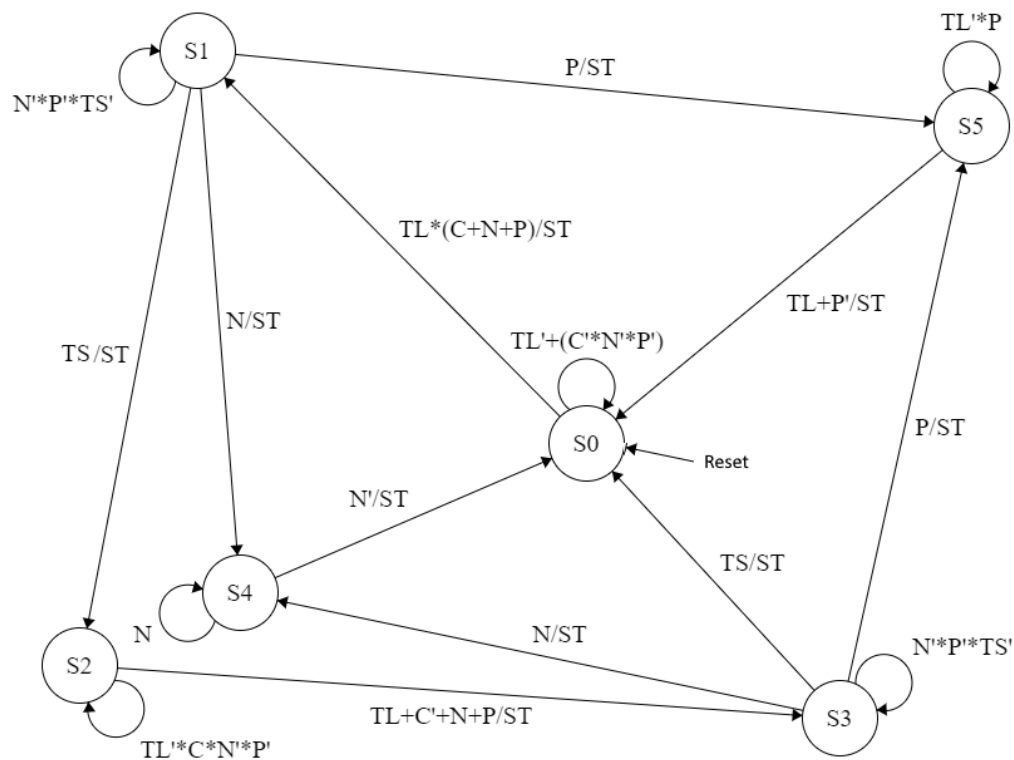 TL'*P
S1
P/ST
N'*P'*TS'
S5
TL*(C+N+P)/ST
TL+P'/ST
N/ST
TL'+(C'*N'*P')
TS/ST
P/ST
S0
Reset
N'/ST
TS/ST
S4
N
N/ST
N'*P'*TS'
S2
TL+C'+N+P/ST
S3
TL'*C*N'*P'